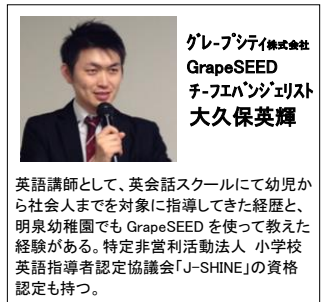 グレープシティ株式会社
GrapeSEED
チーフエバンジェリスト
大久保英輝
英語講師として、英会話スクールにて幼児か
ら社会人までを対象に指導してきた経歴と、
明泉幼稚園でも GrapeSEED を使って教えた
経験がある。特定非営利活動法人 小学校
英語指導者認定協議会「J-SHINE」の資格
認定も持つ。